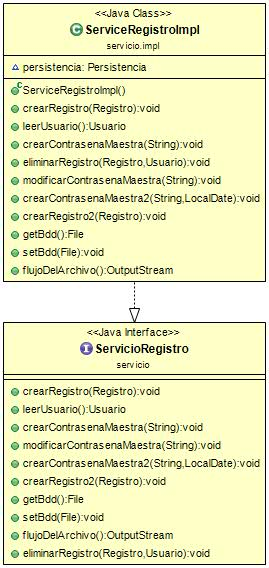 <<Java Class>>
ServiceRegistroImpl
servicio.impl
persistencia: Persistencia
ServiceRegistroImpl()
crearRegistro(Registro):void
leerUsuario():Usuario
crearContrasenaMaestra(String):void
eliminarRegistro(Registro,Usuario):void
modificarContrasenaMaestra(String):void
crearContrasenaMaestra2(String,LocalDate):void
crearRegistro2(Registro):void
getBdd():File
setBdd(File):void
flujoDelArchivo():OutputStream
<<Java Interface>>
ServicioRegistro
servicio
crearRegistro(Registro):void
leerUsuario():Usuario
crearContrasenaMaestra(String):void
modificarContrasenaMaestra(String):void
crearContrasenaMaestra2(String,LocalDate):void
crearRegistro2(Registro):void
getBdd():File
setBdd(File):void
flujoDelArchivo():OutputStream
eliminarRegistro(Registro,Usuario):void